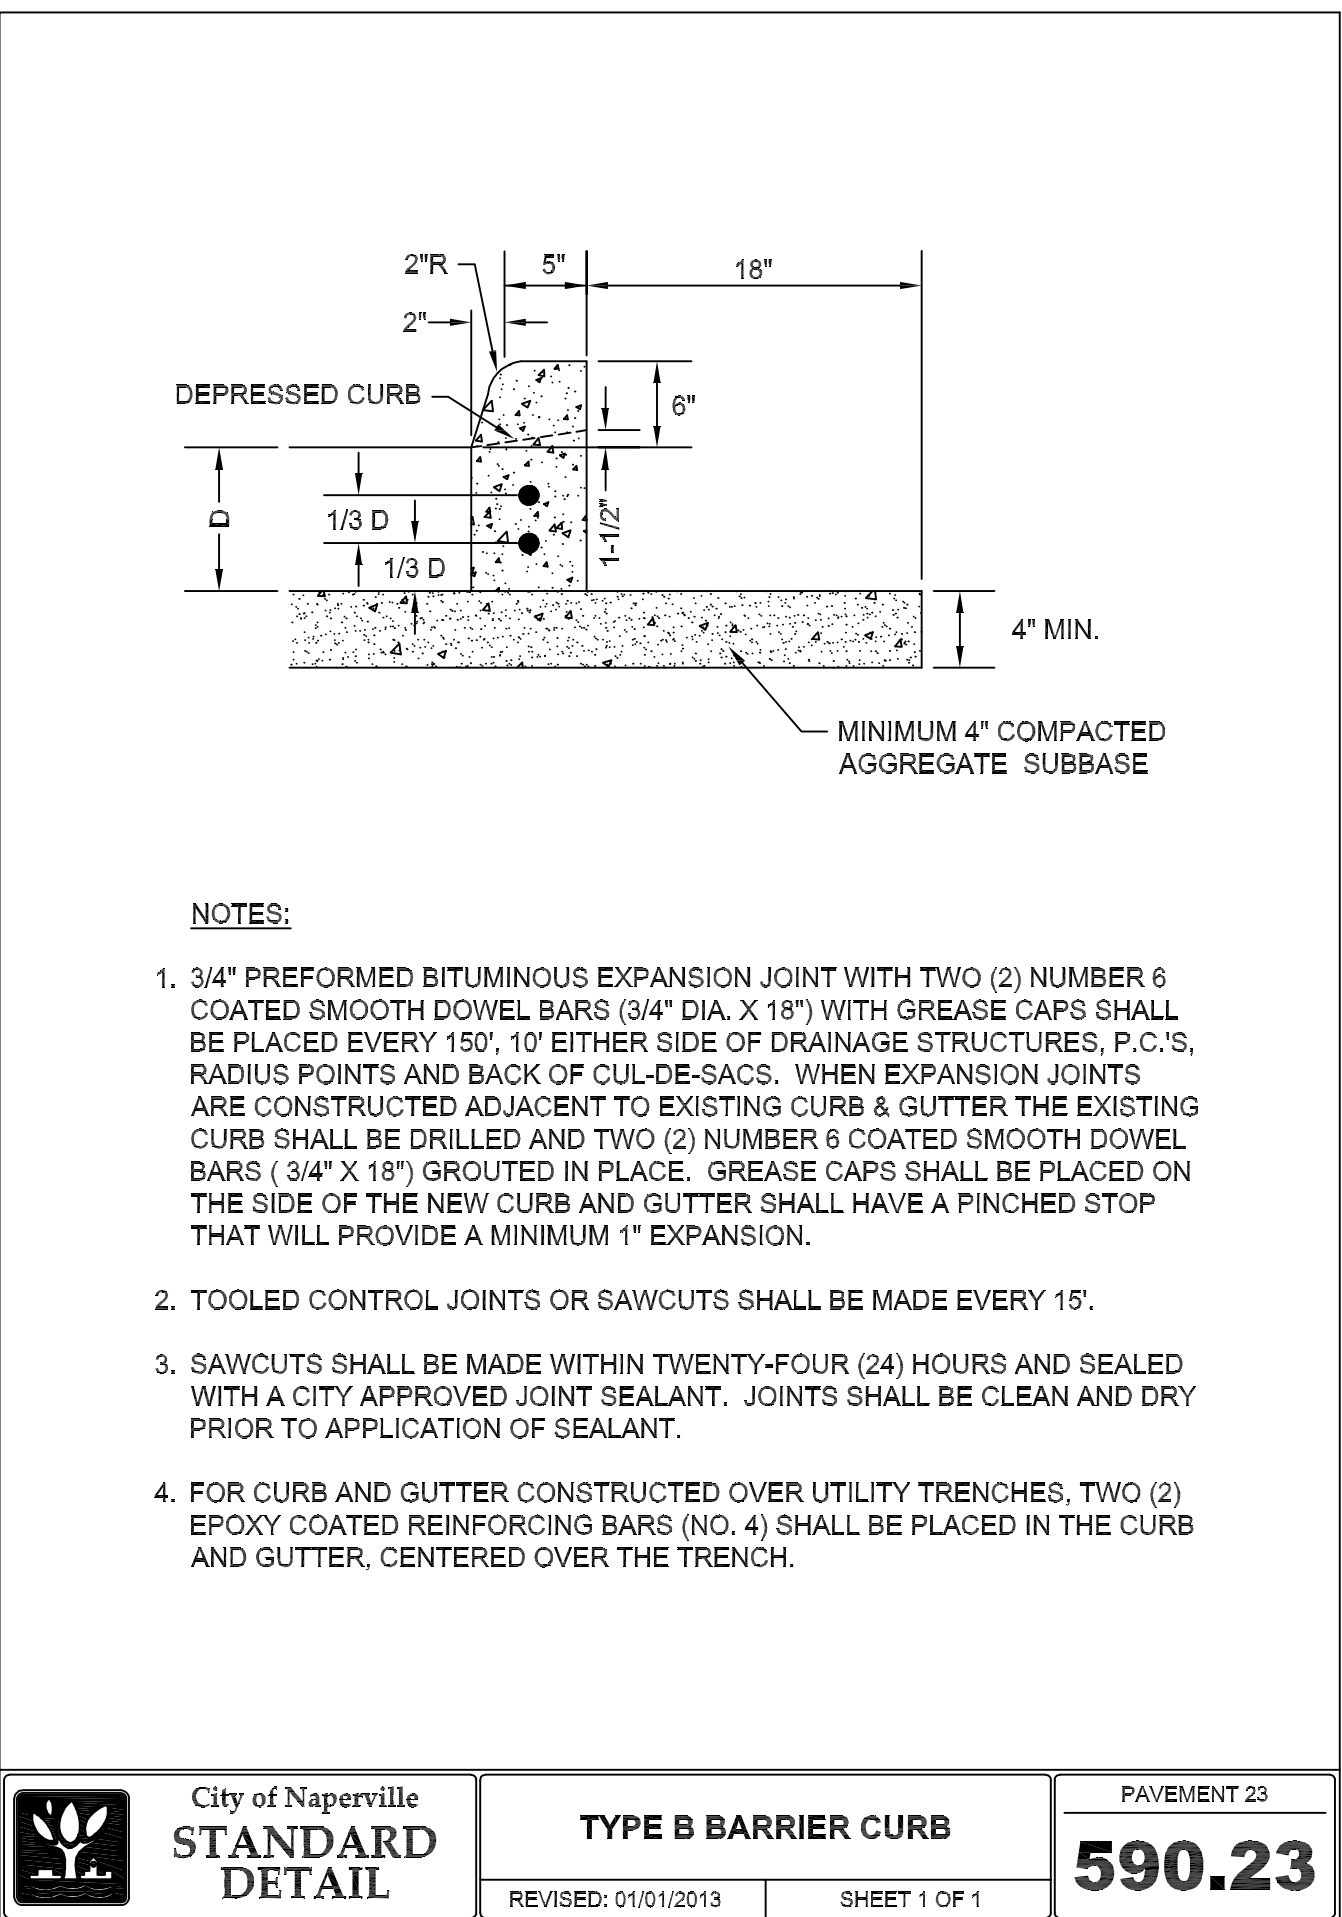 2"R
5"
18"
2"
DEPRESSED CURB
6"
D
1/3 D
1-1/2"
1/3 D
4" MIN.
MINIMUM 4" COMPACTED
AGGREGATE SUBBASE
NOTES:
1. 3/4" PREFORMED BITUMINOUS EXPANSION JOINT WITH TWO (2) NUMBER 6
COATED SMOOTH DOWEL BARS (3/4" DIA. X 18") WITH GREASE CAPS SHALL
BE PLACED EVERY 150', 10' EITHER SIDE OF DRAINAGE STRUCTURES, P.C.'S,
RADIUS POINTS AND BACK OF CUL-DE-SACS. WHEN EXPANSION JOINTS
ARE CONSTRUCTED ADJACENT TO EXISTING CURB & GUTTER THE EXISTING
CURB SHALL BE DRILLED AND TWO (2) NUMBER 6 COATED SMOOTH DOWEL
BARS ( 3/4" X 18") GROUTED IN PLACE. GREASE CAPS SHALL BE PLACED ON
THE SIDE OF THE NEW CURB AND GUTTER SHALL HAVE A PINCHED STOP
THAT WILL PROVIDE A MINIMUM 1" EXPANSION.
2. TOOLED CONTROL JOINTS OR SAWCUTS SHALL BE MADE EVERY 15'.
3. SAWCUTS SHALL BE MADE WITHIN TWENTY-FOUR (24) HOURS AND SEALED
WITH A CITY APPROVED JOINT SEALANT. JOINTS SHALL BE CLEAN AND DRY
PRIOR TO APPLICATION OF SEALANT.
4. FOR CURB AND GUTTER CONSTRUCTED OVER UTILITY TRENCHES, TWO (2)
EPOXY COATED REINFORCING BARS (NO. 4) SHALL BE PLACED IN THE CURB
AND GUTTER, CENTERED OVER THE TRENCH.
City of Naperville
STANDARD
DETAIL
TYPE B BARRIER CURB
REVISED: 01/01/2013
SHEET 1 OF 1
PAVEMENT 23
590.23